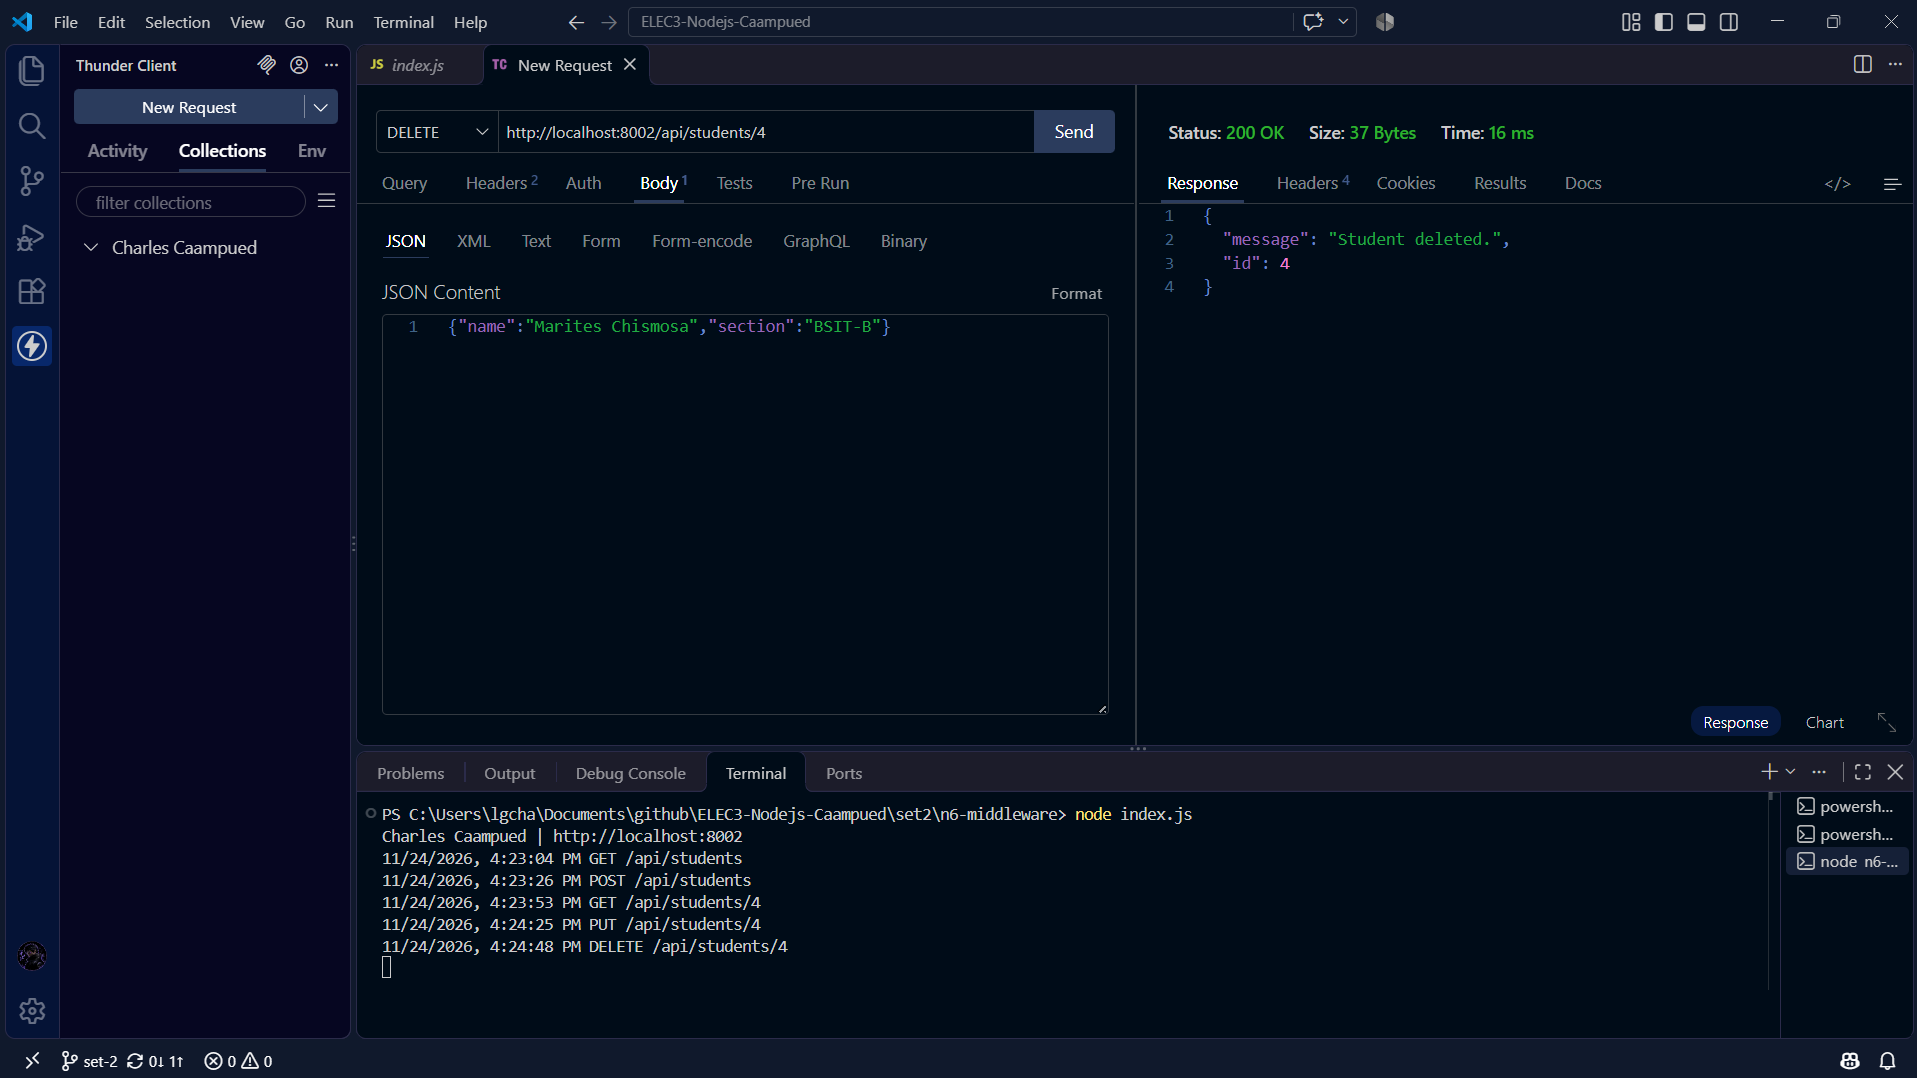 File Edit Selection View Go Run Terminal Help
ELEC3-Nodejs-Caampued
Thunder Client
New Request
Activity Collections Env
filter collections
Charles Caampued
JS index.js
TC New Request
DELETE http://localhost:8002/api/students/4 Send
Query Headers 2 Auth Body 1 Tests Pre Run
JSON XML Text Form Form-encode GraphQL Binary
JSON Content Format
1 {"name":"Marites Chismosa","section":"BSIT-B"}
Status: 200 OK Size: 37 Bytes Time: 16 ms
Response Headers 4 Cookies Results Docs </>
1 {
2 "message": "Student deleted.",
3 "id": 4
4 }
Response Chart
Problems Output Debug Console Terminal Ports
PS C:\Users\lgcha\Documents\github\ELEC3-Nodejs-Caampued\set2\n6-middleware> node index.js
Charles Caampued | http://localhost:8002
11/24/2026, 4:23:04 PM GET /api/students
11/24/2026, 4:23:26 PM POST /api/students
11/24/2026, 4:23:53 PM GET /api/students/4
11/24/2026, 4:24:25 PM PUT /api/students/4
11/24/2026, 4:24:48 PM DELETE /api/students/4
powersh...
powersh...
node n6-...
set-2 0↓ 1↑ 0 0